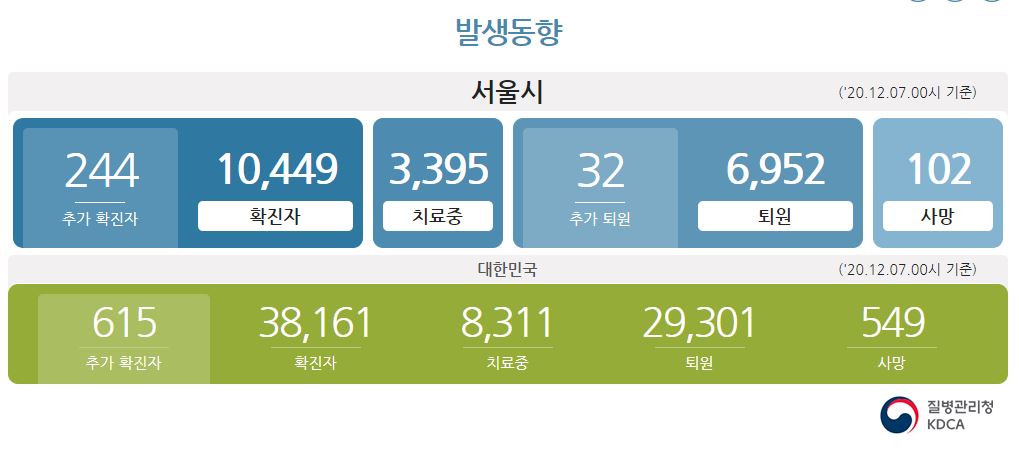 발생동향
서울시
('20.12.07.00시 기준)
244 10,449 3,395 32 6,952 102
추가 확진자 확진자 치료중 추가 퇴원 퇴원 사망
대한민국
('20.12.07.00시 기준)
615 38,161 8,311 29,301 549
추가 확진자 확진자 치료중 퇴원 사망
질병관리청
KDCA